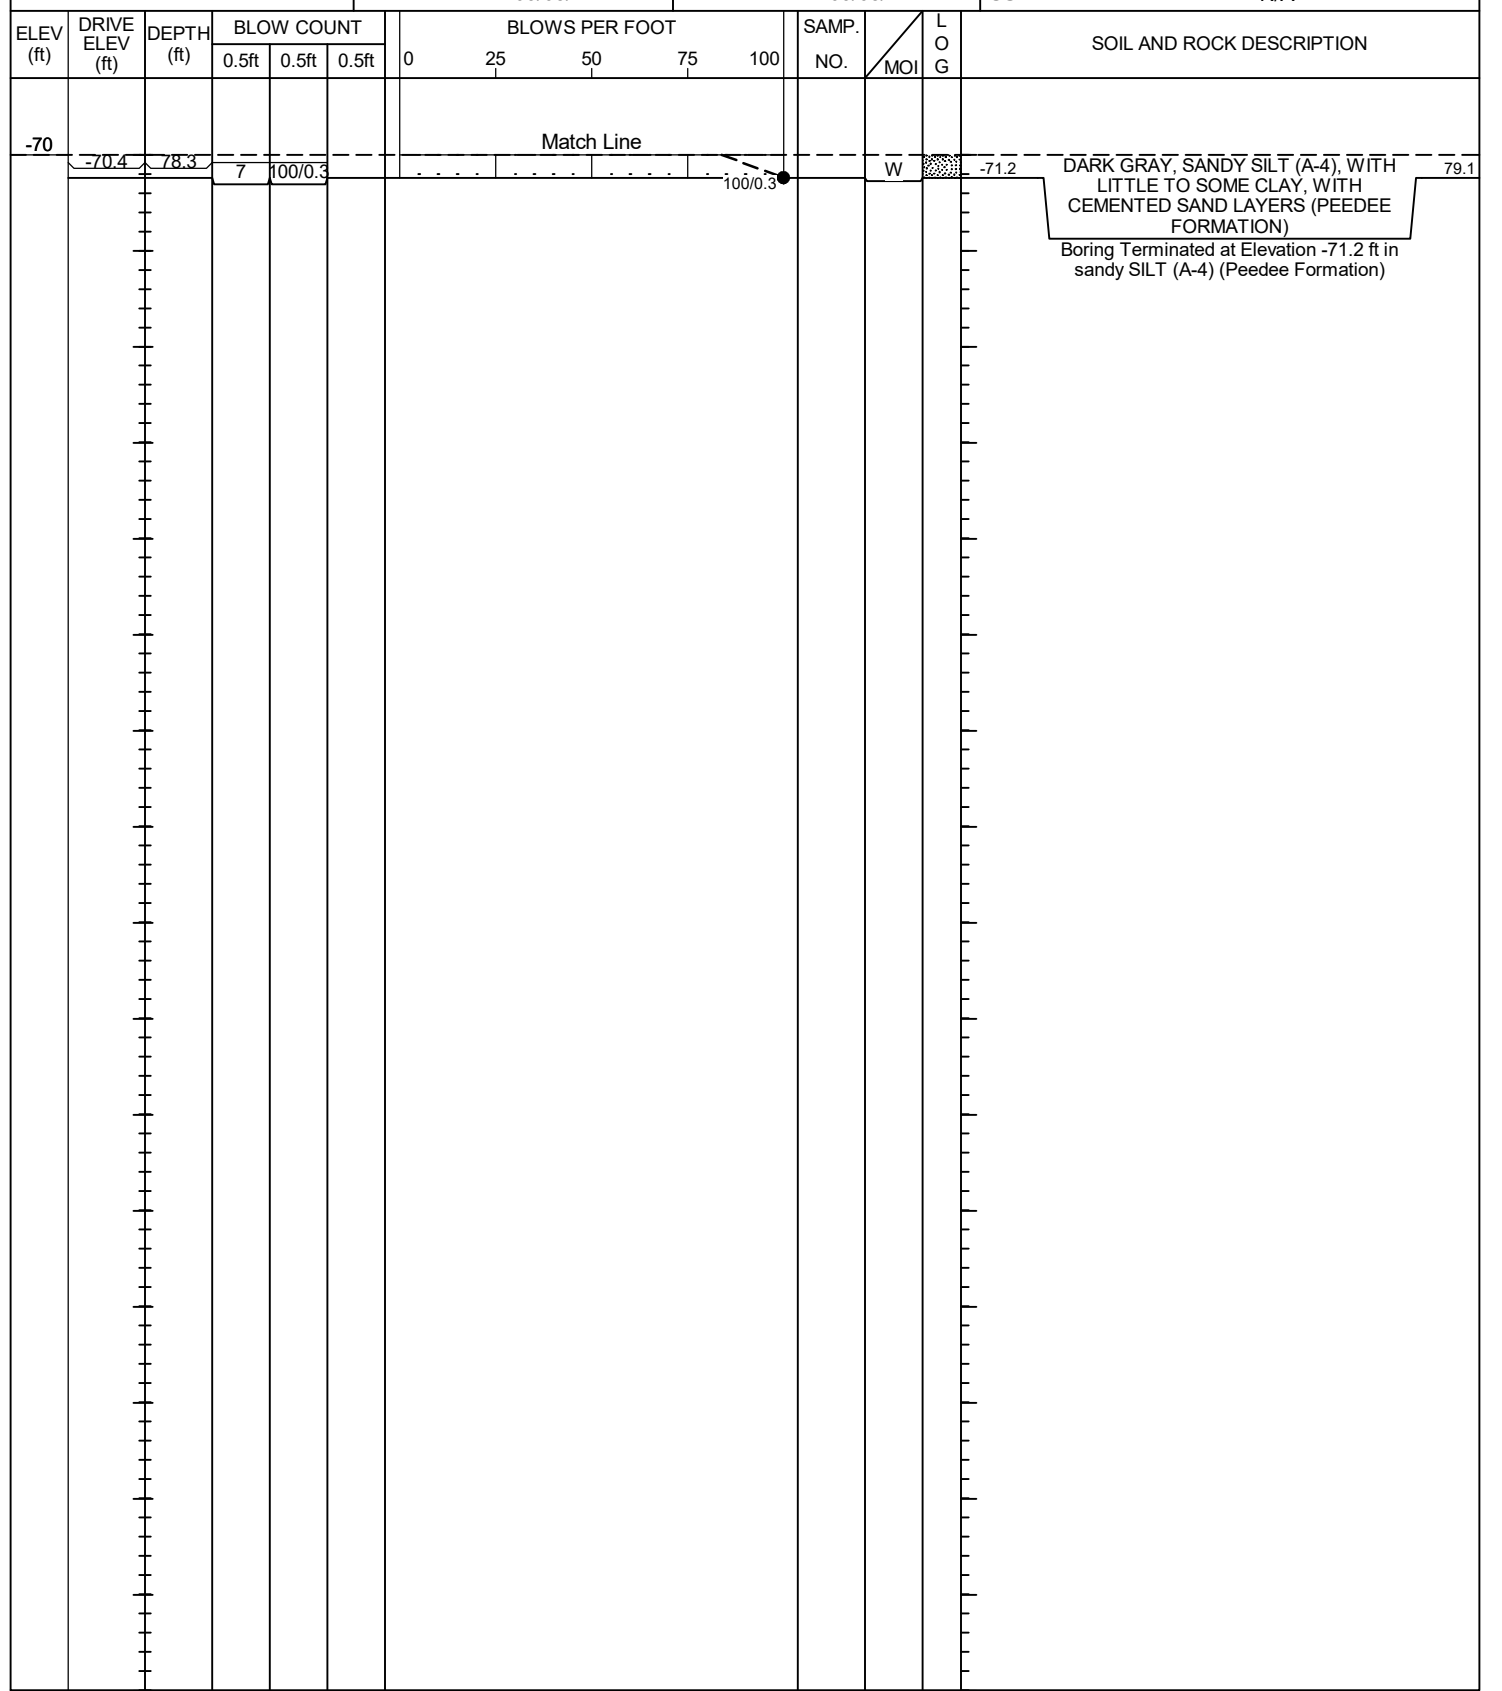 ELEV (ft)
DRIVE ELEV (ft)
DEPTH (ft)
BLOW COUNT
0.5ft 0.5ft 0.5ft
BLOWS PER FOOT
0 25 50 75 100
SAMP. NO.
MOI
L O G
SOIL AND ROCK DESCRIPTION
-70
Match Line
-70.4 78.3 7 100/0.3
100/0.3
W
-71.2
79.1
DARK GRAY, SANDY SILT (A-4), WITH
LITTLE TO SOME CLAY, WITH
CEMENTED SAND LAYERS (PEEDEE
FORMATION)
Boring Terminated at Elevation -71.2 ft in
sandy SILT (A-4) (Peedee Formation)